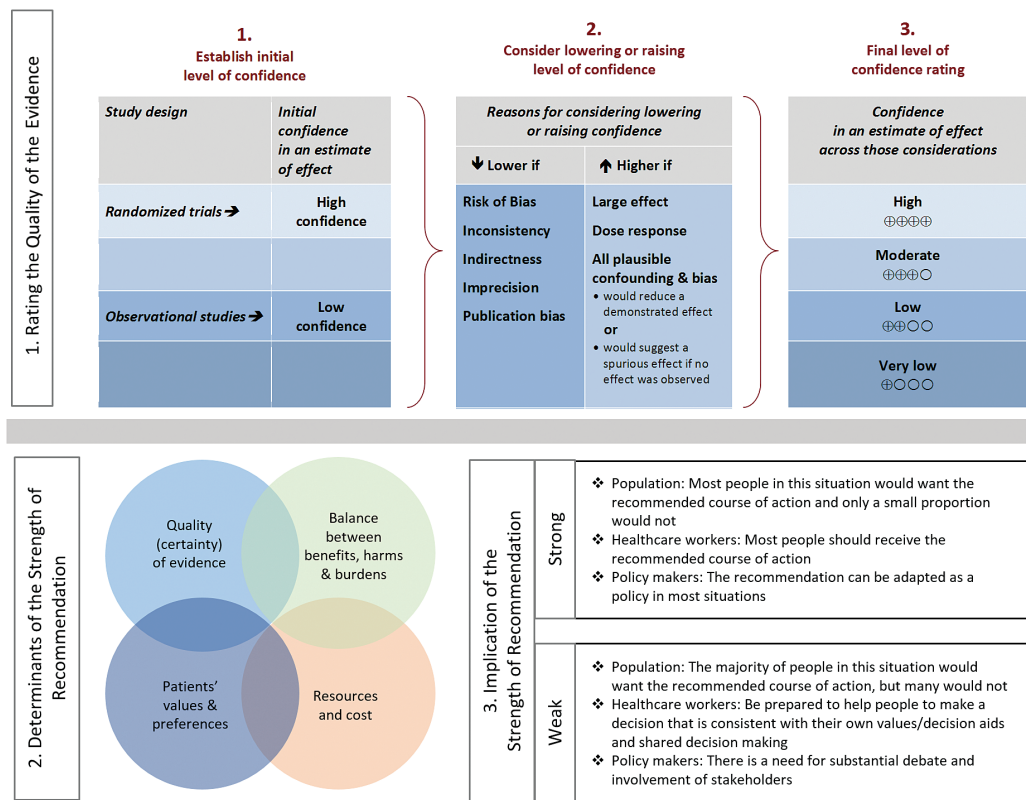 1. Rating the Quality of the Evidence
1.
Establish initial
level of confidence
Study design
Initial
confidence
in an estimate
of effect
Randomized trials ➔
High
confidence
Observational studies ➔
Low
confidence
2.
Consider lowering or raising
level of confidence
Reasons for considering lowering
or raising confidence
🡻 Lower if
🡹 Higher if
Risk of Bias
Inconsistency
Indirectness
Imprecision
Publication bias
Large effect
Dose response
All plausible
confounding & bias
• would reduce a
demonstrated effect
or
• would suggest a
spurious effect if no
effect was observed
3.
Final level of
confidence rating
Confidence
in an estimate of effect
across those considerations
High
⊕⊕⊕⊕
Moderate
⊕⊕⊕○
Low
⊕⊕○○
Very low
⊕○○○
2. Determinants of the Strength of
Recommendation
Quality
(certainty)
of evidence
Balance
between
benefits, harms
& burdens
Patients’
values &
preferences
Resources
and cost
3. Implication of the
Strength of Recommendation
Strong
❖ Population: Most people in this situation would want the
recommended course of action and only a small proportion
would not
❖ Healthcare workers: Most people should receive the
recommended course of action
❖ Policy makers: The recommendation can be adapted as a
policy in most situations
Weak
❖ Population: The majority of people in this situation would
want the recommended course of action, but many would not
❖ Healthcare workers: Be prepared to help people to make a
decision that is consistent with their own values/decision aids
and shared decision making
❖ Policy makers: There is a need for substantial debate and
involvement of stakeholders